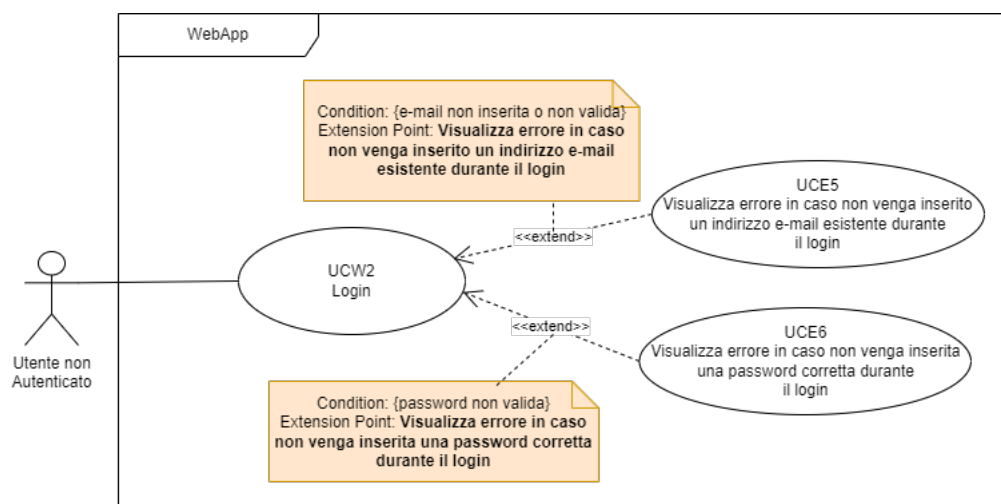 WebApp
Condition: {e-mail non inserita o non valida}
Extension Point: Visualizza errore in caso
non venga inserito un indirizzo e-mail
esistente durante il login
UCE5
Visualizza errore in caso non venga inserito
un indirizzo e-mail esistente durante
il login
<<extend>>
UCW2
Login
<<extend>>
UCE6
Visualizza errore in caso non venga inserita
una password corretta durante
il login
Utente non
Autenticato
Condition: {password non valida}
Extension Point: Visualizza errore in caso
non venga inserita una password corretta
durante il login